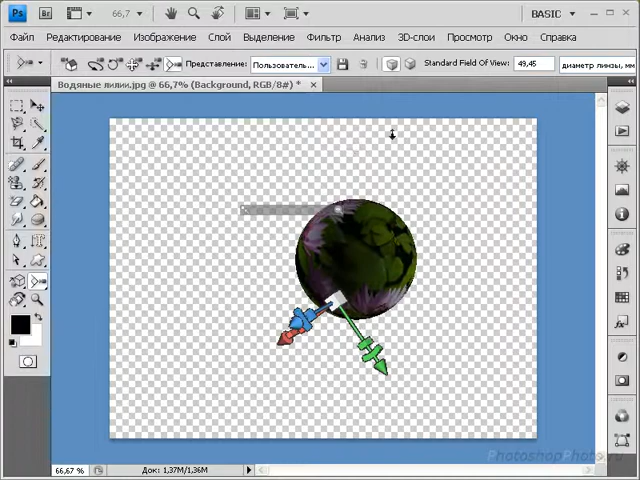 Ps Br 66,7 BASIC
Файл Редактирование Изображение Слой Выделение Фильтр Анализ 3D-слои Просмотр Окно Справка
Представление: Пользователь... Standard Field Of View: 49,45 диаметр линзы, мм
Водяные лилии.jpg @ 66,7% (Background, RGB/8#) *
PhotoshopPhoto.ru
66,67 % Док: 1,37M/1,36M